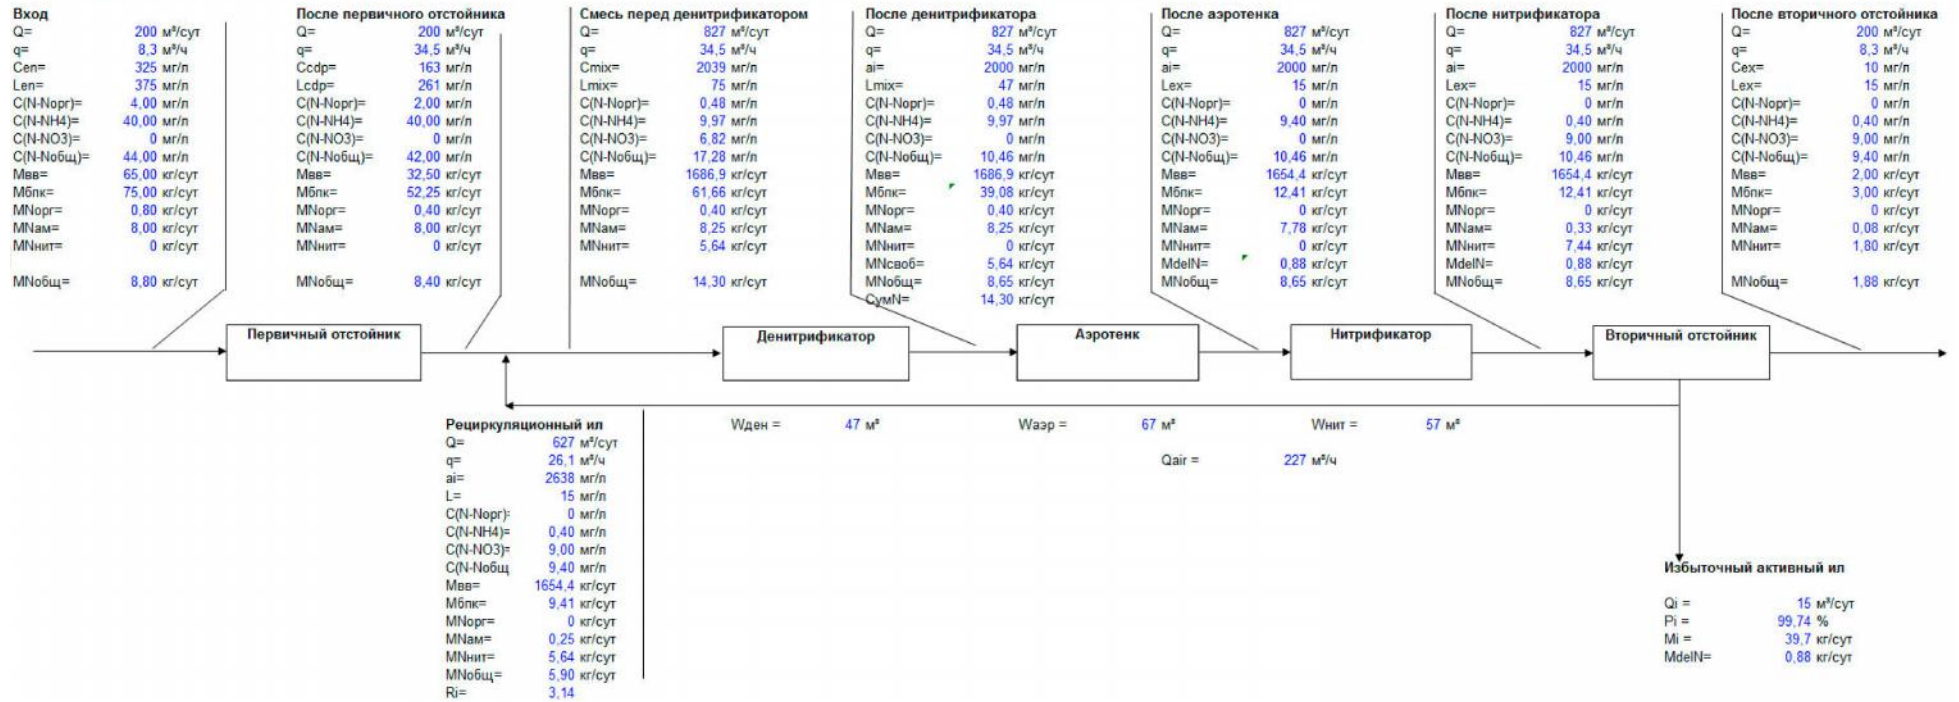 Вход
Q= 200 м³/сут
q= 8,3 м³/ч
Cen= 325 мг/л
Len= 375 мг/л
C(N-Nорг)= 4,00 мг/л
C(N-NH4)= 40,00 мг/л
C(N-NO3)= 0 мг/л
C(N-Nобщ)= 44,00 мг/л
Mвв= 65,00 кг/сут
Mбпк= 75,00 кг/сут
MNорг= 0,80 кг/сут
MNам= 8,00 кг/сут
MNнит= 0 кг/сут
MNобщ= 8,80 кг/сут
После первичного отстойника
Q= 200 м³/сут
q= 34,5 м³/ч
Ccdp= 163 мг/л
Lcdp= 261 мг/л
C(N-Nорг)= 2,00 мг/л
C(N-NH4)= 40,00 мг/л
C(N-NO3)= 0 мг/л
C(N-Nобщ)= 42,00 мг/л
Mвв= 32,50 кг/сут
Mбпк= 52,25 кг/сут
MNорг= 0,40 кг/сут
MNам= 8,00 кг/сут
MNнит= 0 кг/сут
MNобщ= 8,40 кг/сут
Смесь перед денитрификатором
Q= 827 м³/сут
q= 34,5 м³/ч
Cmix= 2039 мг/л
Lmix= 75 мг/л
C(N-Nорг)= 0,48 мг/л
C(N-NH4)= 9,97 мг/л
C(N-NO3)= 6,82 мг/л
C(N-Nобщ)= 17,28 мг/л
Mвв= 1686,9 кг/сут
Mбпк= 61,66 кг/сут
MNорг= 0,40 кг/сут
MNам= 8,25 кг/сут
MNнит= 5,64 кг/сут
MNобщ= 14,30 кг/сут
После денитрификатора
Q= 827 м³/сут
q= 34,5 м³/ч
ai= 2000 мг/л
Lmix= 47 мг/л
C(N-Nорг)= 0,48 мг/л
C(N-NH4)= 9,97 мг/л
C(N-NO3)= 0 мг/л
C(N-Nобщ)= 10,46 мг/л
Mвв= 1686,9 кг/сут
Mбпк= 39,08 кг/сут
MNорг= 0,40 кг/сут
MNам= 8,25 кг/сут
MNнит= 0 кг/сут
MNсвоб= 5,64 кг/сут
MNобщ= 8,65 кг/сут
СумN= 14,30 кг/сут
После аэротенка
Q= 827 м³/сут
q= 34,5 м³/ч
ai= 2000 мг/л
Lex= 15 мг/л
C(N-Nорг)= 0 мг/л
C(N-NH4)= 9,40 мг/л
C(N-NO3)= 0 мг/л
C(N-Nобщ)= 10,46 мг/л
Mвв= 1654,4 кг/сут
Mбпк= 12,41 кг/сут
MNорг= 0 кг/сут
MNам= 7,78 кг/сут
MNнит= 0 кг/сут
MdelN= 0,88 кг/сут
MNобщ= 8,65 кг/сут
После нитрификатора
Q= 827 м³/сут
q= 34,5 м³/ч
ai= 2000 мг/л
Lex= 15 мг/л
C(N-Nорг)= 0 мг/л
C(N-NH4)= 0,40 мг/л
C(N-NO3)= 9,00 мг/л
C(N-Nобщ)= 10,46 мг/л
Mвв= 1654,4 кг/сут
Mбпк= 12,41 кг/сут
MNорг= 0 кг/сут
MNам= 0,33 кг/сут
MNнит= 7,44 кг/сут
MdelN= 0,88 кг/сут
MNобщ= 8,65 кг/сут
После вторичного отстойника
Q= 200 м³/сут
q= 8,3 м³/ч
Cex= 10 мг/л
Lex= 15 мг/л
C(N-Nорг)= 0 мг/л
C(N-NH4)= 0,40 мг/л
C(N-NO3)= 9,00 мг/л
C(N-Nобщ)= 9,40 мг/л
Mвв= 2,00 кг/сут
Mбпк= 3,00 кг/сут
MNорг= 0 кг/сут
MNам= 0,08 кг/сут
MNнит= 1,80 кг/сут
MNобщ= 1,88 кг/сут
Первичный отстойник
Денитрификатор
Аэротенк
Нитрификатор
Вторичный отстойник
Рециркуляционный ил
Q= 627 м³/сут
q= 26,1 м³/ч
ai= 2638 мг/л
L= 15 мг/л
C(N-Nорг): 0 мг/л
C(N-NH4)= 0,40 мг/л
C(N-NO3)= 9,00 мг/л
C(N-Nобщ 9,40 мг/л
Mвв= 1654,4 кг/сут
Mбпк= 9,41 кг/сут
MNорг= 0 кг/сут
MNам= 0,25 кг/сут
MNнит= 5,64 кг/сут
MNобщ= 5,90 кг/сут
Ri= 3,14
Wден = 47 м³
Wаэр = 67 м³
Wнит = 57 м³
Qair = 227 м³/ч
Избыточный активный ил
Qi = 15 м³/сут
Pi = 99,74 %
Mi = 39,7 кг/сут
MdelN= 0,88 кг/сут